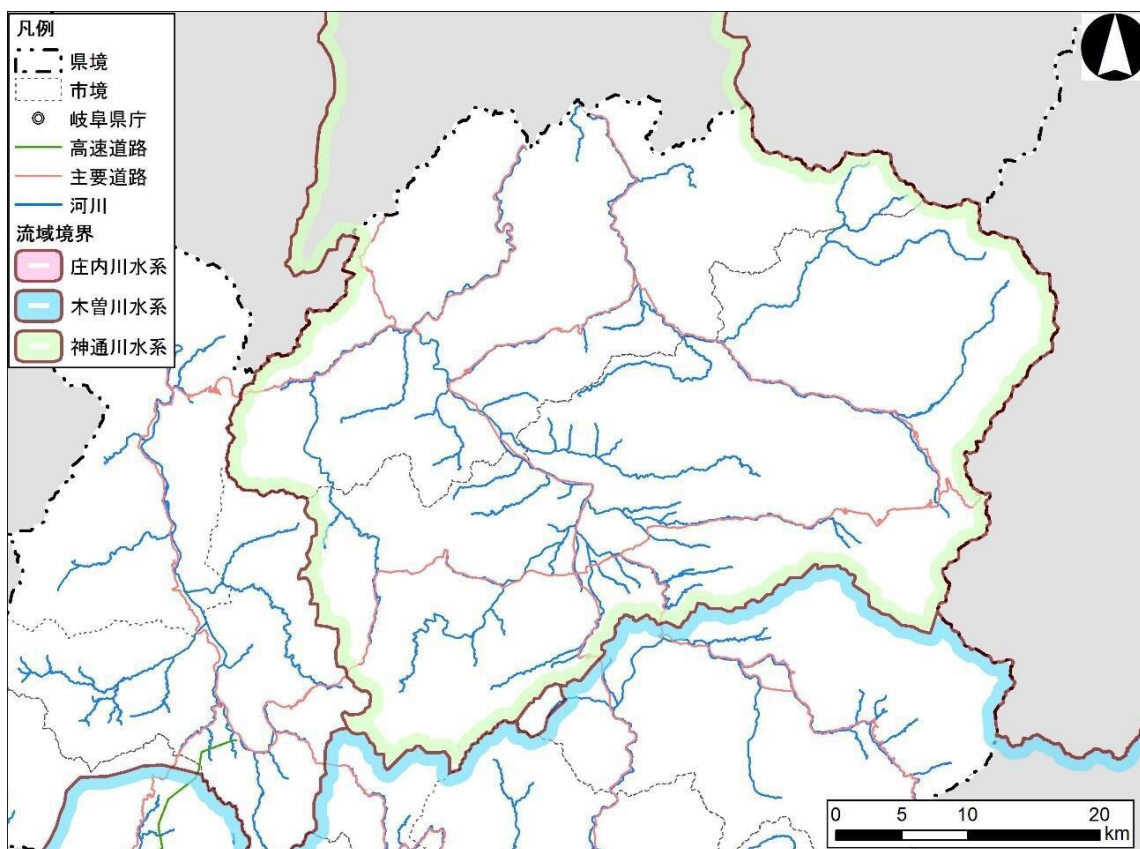 凡例
県境
市境
岐阜県庁
高速道路
主要道路
河川
流域境界
庄内川水系
木曽川水系
神通川水系
0 5 10 20
km